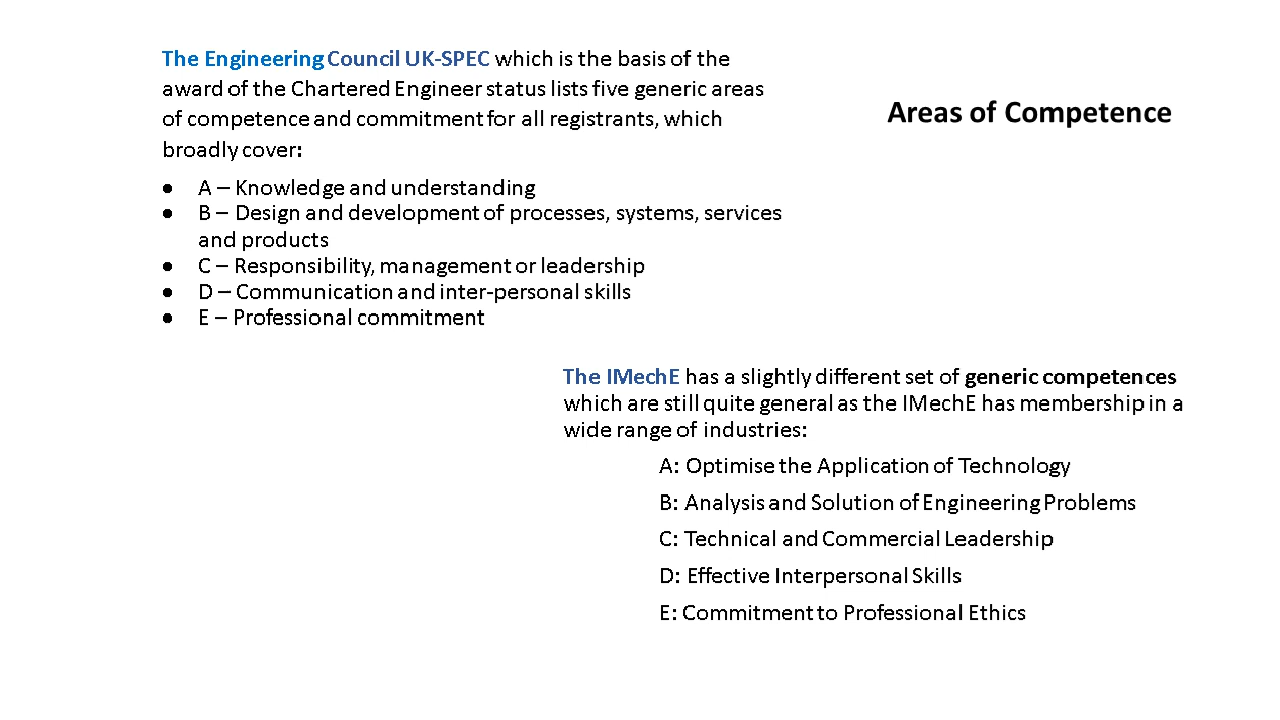 The Engineering Council UK-SPEC which is the basis of the
award of the Chartered Engineer status lists five generic areas
of competence and commitment for all registrants, which
broadly cover:
Areas of Competence
● A – Knowledge and understanding
● B – Design and development of processes, systems, services
and products
● C – Responsibility, management or leadership
● D – Communication and inter-personal skills
● E – Professional commitment
The IMechE has a slightly different set of generic competences
which are still quite general as the IMechE has membership in a
wide range of industries:
A: Optimise the Application of Technology
B: Analysis and Solution of Engineering Problems
C: Technical and Commercial Leadership
D: Effective Interpersonal Skills
E: Commitment to Professional Ethics